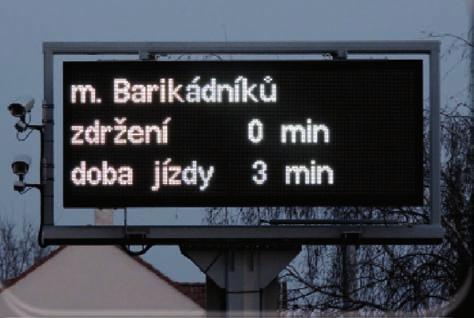 m. Barikádníků
zdržení 0 min
doba jízdy 3 min